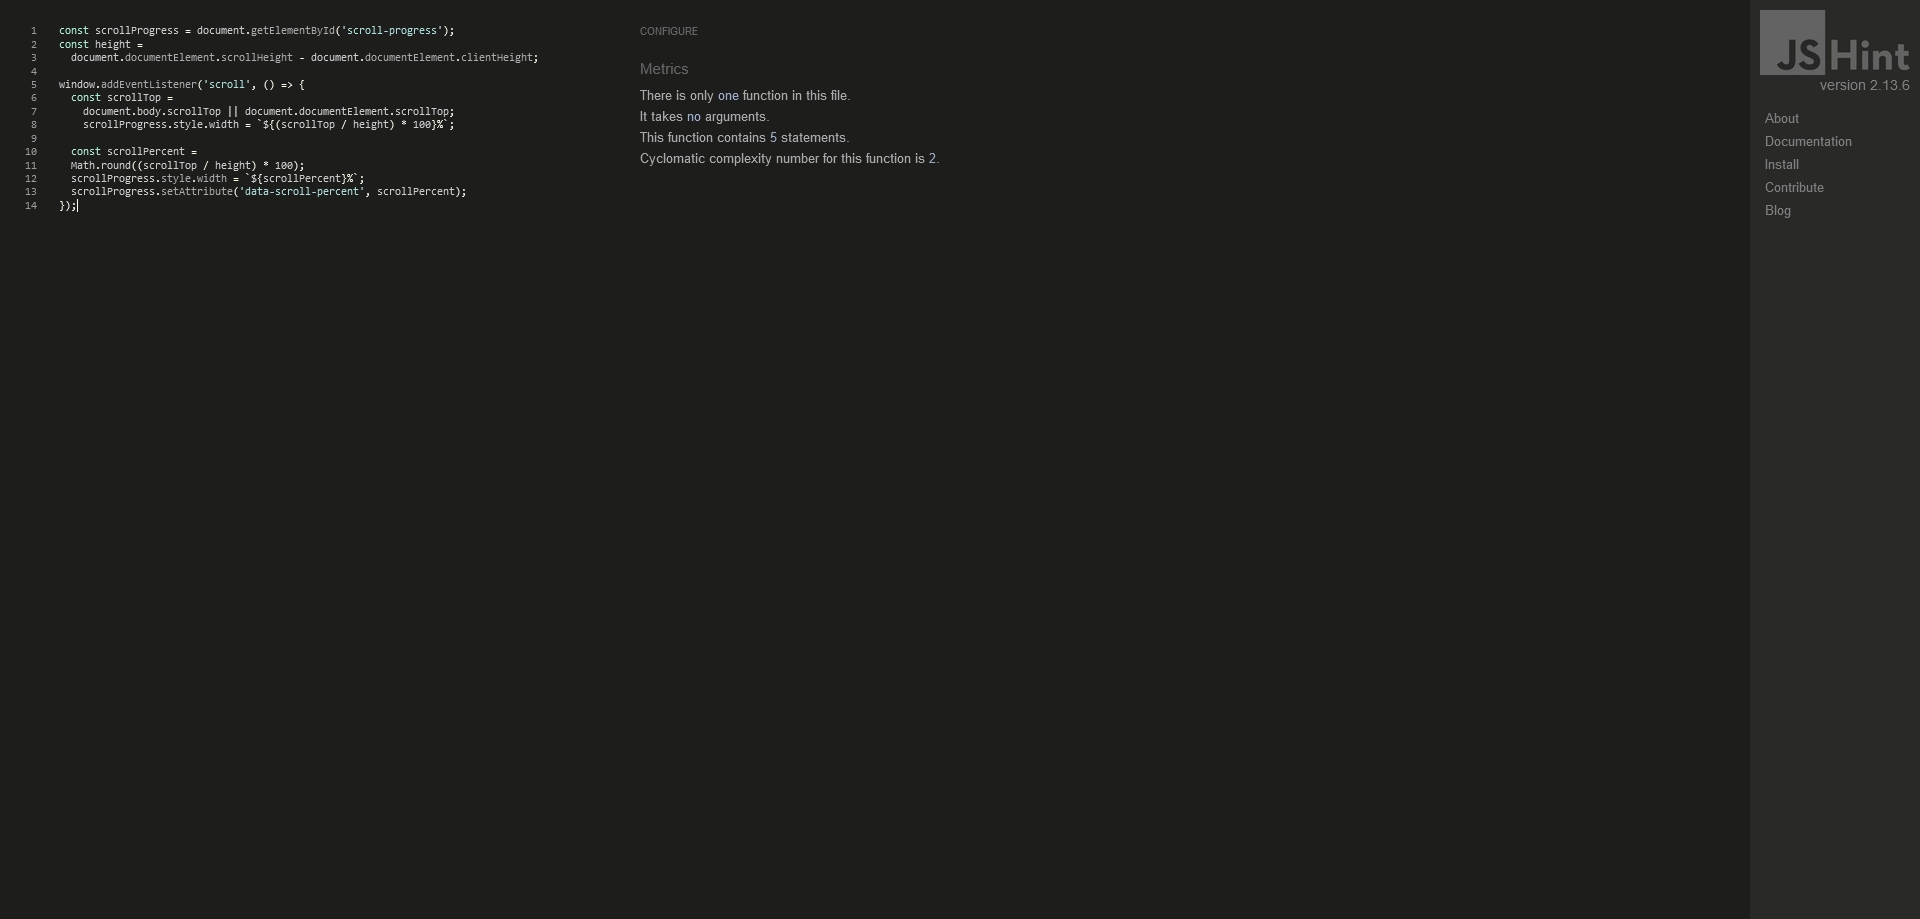 1 const scrollProgress = document.getElementById('scroll-progress');
2 const height =
3   document.documentElement.scrollHeight - document.documentElement.clientHeight;
4
5 window.addEventListener('scroll', () => {
6   const scrollTop =
7     document.body.scrollTop || document.documentElement.scrollTop;
8     scrollProgress.style.width = `${(scrollTop / height) * 100}%`;
9
10   const scrollPercent =
11   Math.round((scrollTop / height) * 100);
12   scrollProgress.style.width = `${scrollPercent}%`;
13   scrollProgress.setAttribute('data-scroll-percent', scrollPercent);
14 });
CONFIGURE
Metrics
There is only one function in this file.
It takes no arguments.
This function contains 5 statements.
Cyclomatic complexity number for this function is 2.
JSHint
version 2.13.6
About
Documentation
Install
Contribute
Blog